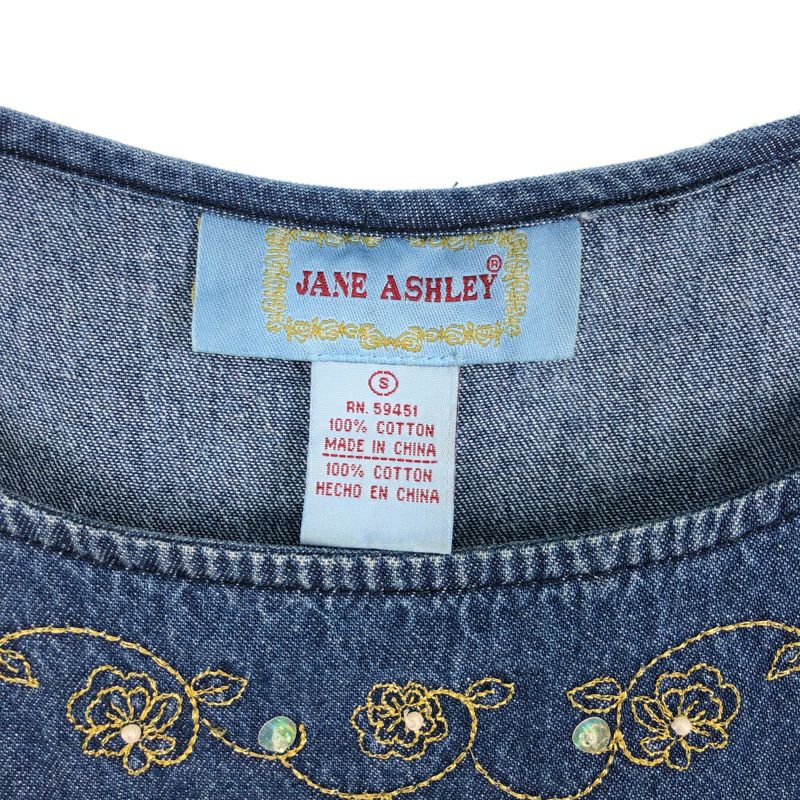 JANE ASHLEY®
S
RN. 59451
100% COTTON
MADE IN CHINA
100% COTTON
HECHO EN CHINA